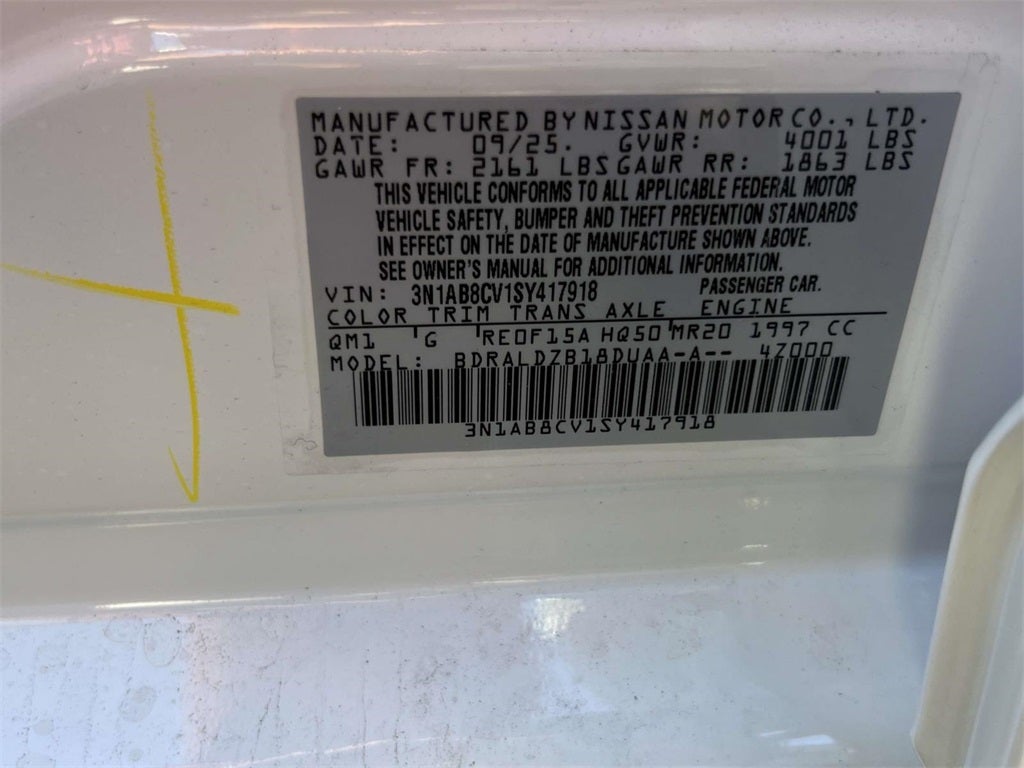 MANUFACTURED BY NISSAN MOTOR CO., LTD.
DATE: 09/25. GVWR: 4001 LBS
GAWR FR: 2161 LBS GAWR RR: 1863 LBS
THIS VEHICLE CONFORMS TO ALL APPLICABLE FEDERAL MOTOR
VEHICLE SAFETY, BUMPER AND THEFT PREVENTION STANDARDS
IN EFFECT ON THE DATE OF MANUFACTURE SHOWN ABOVE.
SEE OWNER'S MANUAL FOR ADDITIONAL INFORMATION.
VIN: 3N1AB8CV1SY417918 PASSENGER CAR.
COLOR TRIM TRANS AXLE ENGINE
QM1 G RE0F15A HQ50 MR20 1997 CC
MODEL: BDRALDZB18DUAA-A-- 47000
3N1AB8CV1SY417918